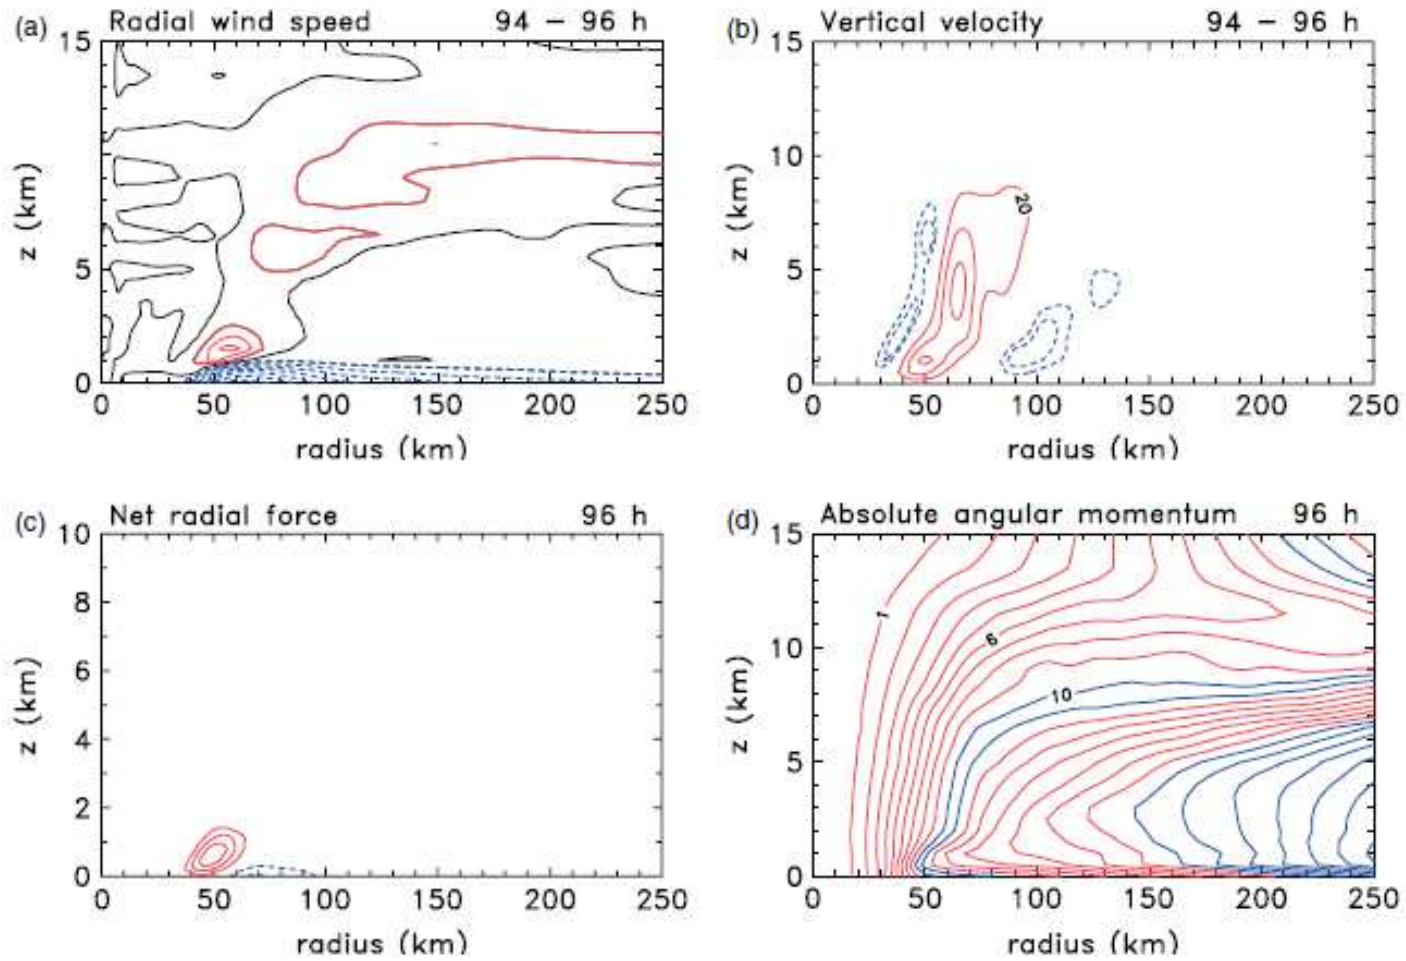 (a) Radial wind speed 94 – 96 h
15
10
5
0
z (km)
0 50 100 150 200 250
radius (km)
(b) Vertical velocity 94 – 96 h
15
10
5
0
z (km)
20
0 50 100 150 200 250
radius (km)
(c) Net radial force 96 h
10
8
6
4
2
0
z (km)
0 50 100 150 200 250
radius (km)
(d) Absolute angular momentum 96 h
15
10
5
0
z (km)
1
6
10
0 50 100 150 200 250
radius (km)